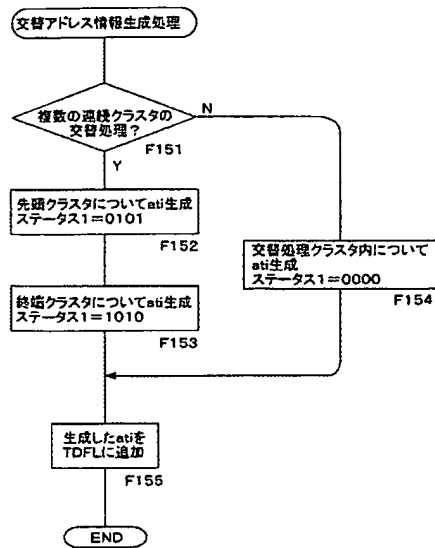 交替アドレス情報生成処理
複数の連続クラスタの
交替処理？
N
F151
Y
先頭クラスタについてati生成
ステータス1＝0101
F152
交替処理クラスタ内について
ati生成
ステータス1＝0000
F154
終端クラスタについてati生成
ステータス1＝1010
F153
生成したatiを
TDFLに追加
F155
END